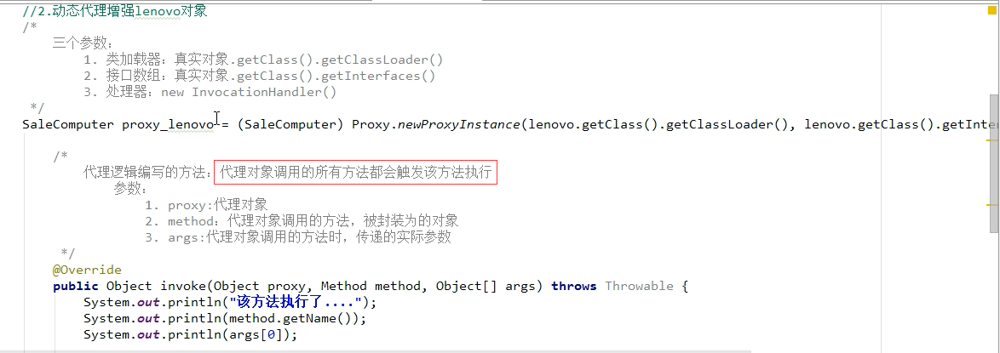 //2.动态代理增强lenovo对象
/*
三个参数：
1. 类加载器：真实对象.getClass().getClassLoader()
2. 接口数组：真实对象.getClass().getInterfaces()
3. 处理器：new InvocationHandler()
*/
SaleComputer proxy_lenovo = (SaleComputer) Proxy.newProxyInstance(lenovo.getClass().getClassLoader(), lenovo.getClass().getInter
/*
代理逻辑编写的方法：代理对象调用的所有方法都会触发该方法执行
参数：
1. proxy:代理对象
2. method：代理对象调用的方法，被封装为的对象
3. args:代理对象调用的方法时，传递的实际参数
*/
@Override
public Object invoke(Object proxy, Method method, Object[] args) throws Throwable {
System.out.println("该方法执行了....");
System.out.println(method.getName());
System.out.println(args[0]);